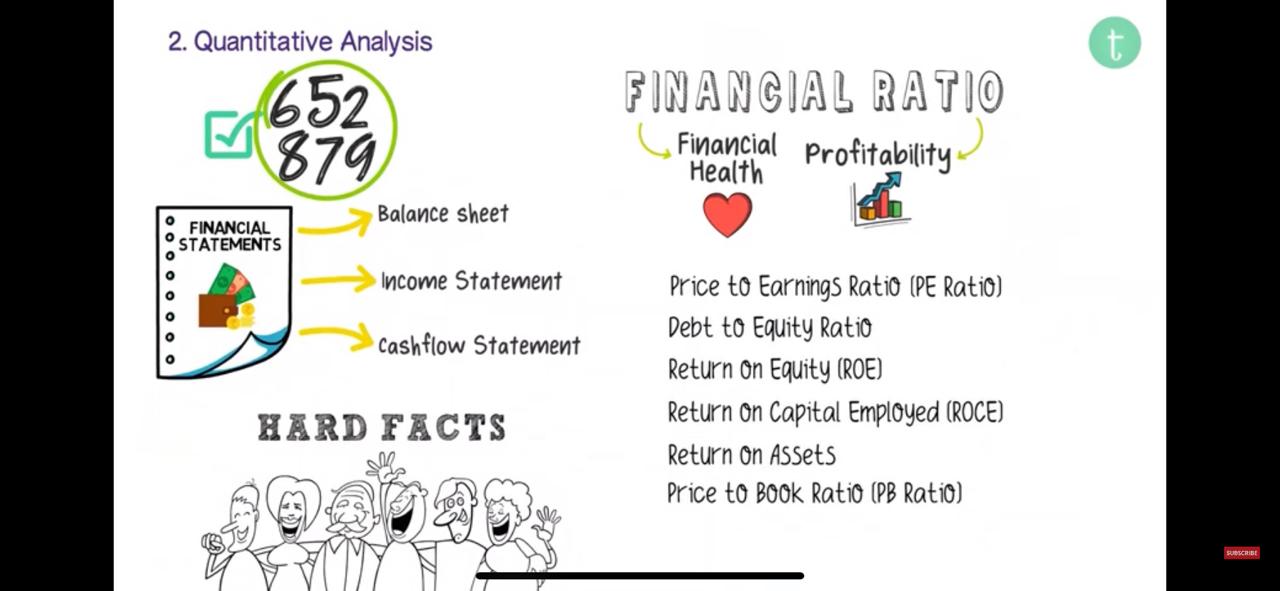 2. Quantitative Analysis
652
879
FINANCIAL
STATEMENTS
Balance sheet
Income Statement
Cashflow Statement
HARD FACTS
t
FINANCIAL RATIO
Financial
Health
Profitability
Price to Earnings Ratio (PE Ratio)
Debt to Equity Ratio
Return on Equity (ROE)
Return on Capital Employed (ROCE)
Return on Assets
Price to Book Ratio (PB Ratio)
SUBSCRIBE